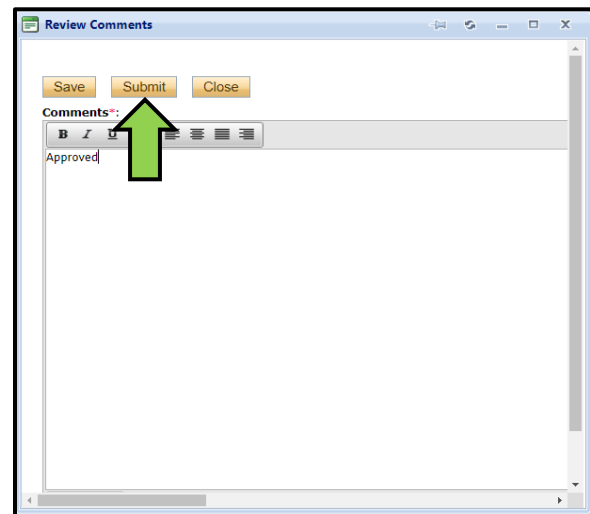 Review Comments
Save Submit Close
Comments*:
B I U
Approved